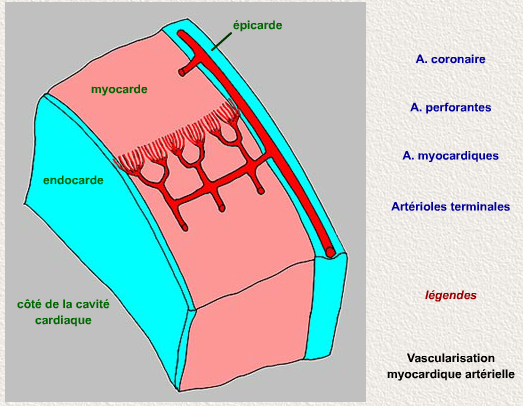 épicarde
myocarde
endocarde
côté de la cavité
cardiaque
A. coronaire
A. perforantes
A. myocardiques
Artérioles terminales
légendes
Vascularisation
myocardique artérielle